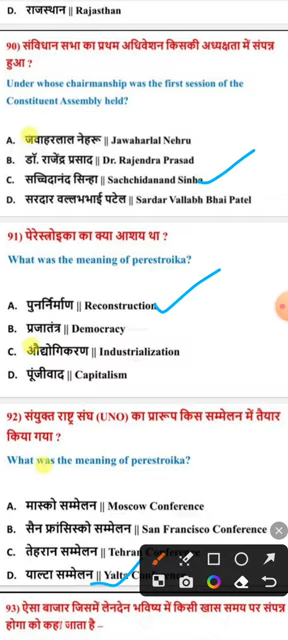 D. राजस्थान || Rajasthan
90) संविधान सभा का प्रथम अधिवेशन किसकी अध्यक्षता में संपन्न
हुआ ?
Under whose chairmanship was the first session of the
Constituent Assembly held?
A. जवाहरलाल नेहरू || Jawaharlal Nehru
B. डॉ. राजेंद्र प्रसाद || Dr. Rajendra Prasad
C. सच्चिदानंद सिन्हा || Sachchidanand Sinha
D. सरदार वल्लभभाई पटेल || Sardar Vallabh Bhai Patel
91) पेरेस्त्रोइका का क्या आशय था ?
What was the meaning of perestroika?
A. पुनर्निर्माण || Reconstruction
B. प्रजातंत्र || Democracy
C. औद्योगिकरण || Industrialization
D. पूंजीवाद || Capitalism
92) संयुक्त राष्ट्र संघ (UNO) का प्रारूप किस सम्मेलन में तैयार
किया गया ?
What was the meaning of perestroika?
A. मास्को सम्मेलन || Moscow Conference
B. सैन फ्रांसिस्को सम्मेलन || San Francisco Conference
C. तेहरान सम्मेलन || Tehran Conference
D. याल्टा सम्मेलन || Yalta Conference
93) ऐसा बाजार जिसमें लेनदेन भविष्य में किसी खास समय पर संपन्न
होगा को कहा जाता है –